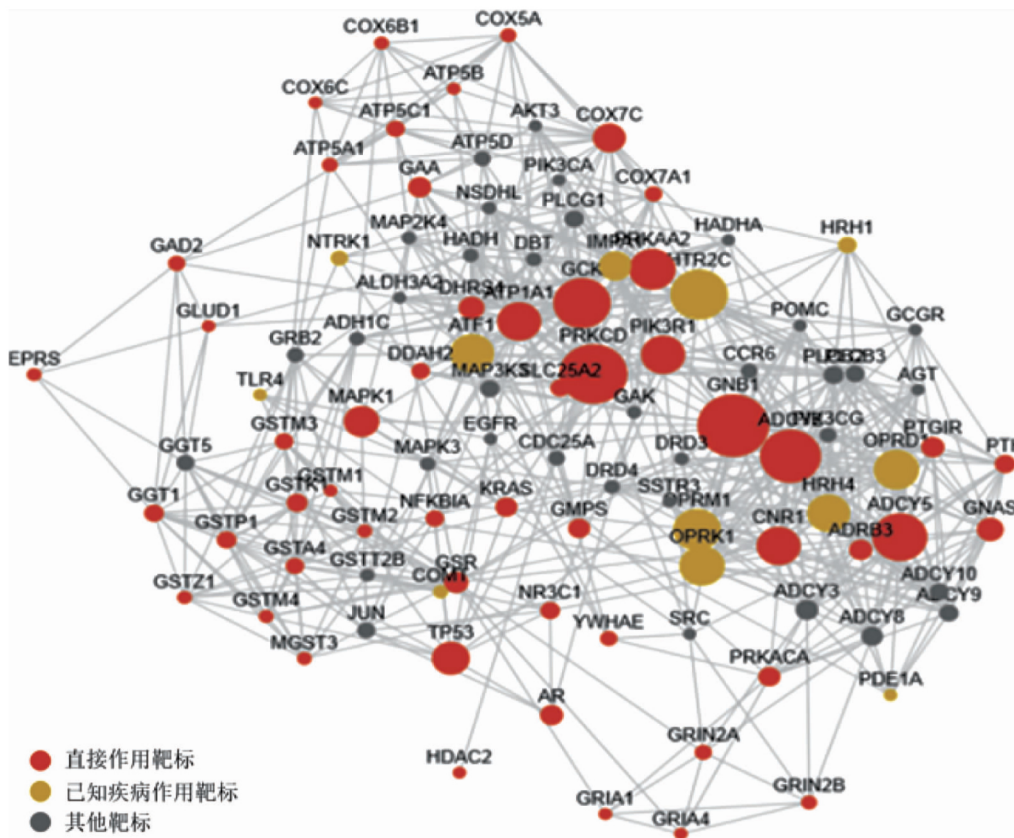 COX6B1
COX5A
COX6C
ATP5B
ATP5C1
AKT3
COX7C
ATP5A1
ATP5D
GAA
PIK3CA
COX7A1
NSDHL
PLCG1
MAP2K4
HADHA
HRH1
GAD2
NTRK1
HADH
DBT
PRKAA2
HTR2C
GCK
ALDH3A2
DHRS4
ATP1A1
GLUD1
POMC
GCGR
GRB2
ADH1C
ATF1
PRKCD
PIK3R1
EPRS
DDAH2
CCR6
TLR4
MAP3K3
SLC25A2
GNB1
AGT
MAPK1
GAK
GSTM3
EGFR
PTGIR
GGT5
MAPK3
CDC25A
DRD3
OPRD1
GSTM1
DRD4
GGT1
GSTK1
SSTR3
HRH4
NFKBIA
KRAS
OPRM1
ADCY5
GSTP1
GSTM2
GMPS
CNR1
ADRB3
GNAS
GSTA4
GSTT2B
GSR
OPRK1
GSTZ1
ADCY10
GSTM4
NR3C1
ADCY3
ADCY9
JUN
SRC
ADCY8
MGST3
TP53
YWHAE
PRKACA
PDE1A
AR
GRIN2A
HDAC2
GRIN2B
GRIA1
GRIA4
直接作用靶标
已知疾病作用靶标
其他靶标